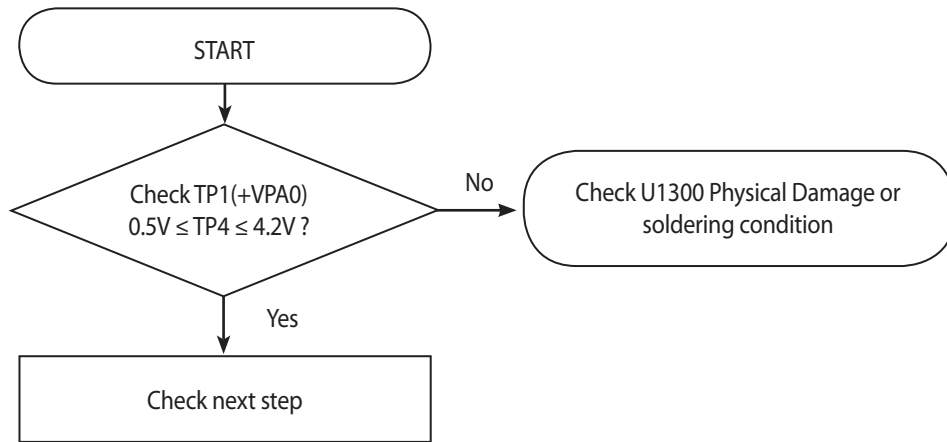 START
Check TP1(+VPA0)
0.5V ≤ TP4 ≤ 4.2V ?
No
Check U1300 Physical Damage or
soldering condition
Yes
Check next step